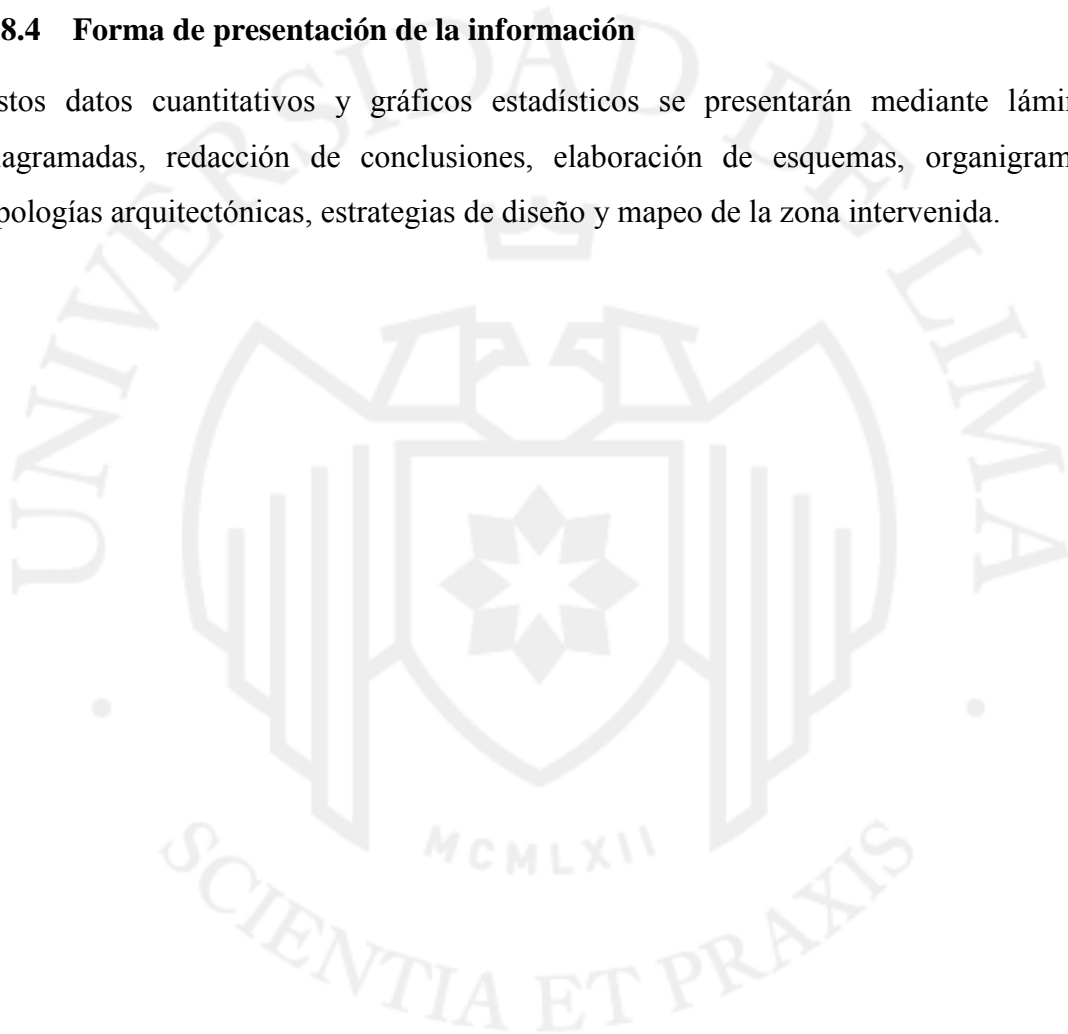 8.4 Forma de presentación de la información
stos datos cuantitativos y gráficos estadísticos se presentarán mediante lámi
agramadas, redacción de conclusiones, elaboración de esquemas, organigram
pologías arquitectónicas, estrategias de diseño y mapeo de la zona intervenida.
UNIVERSIDAD DE LIMA
MCMLXII
SCIENTIA ET PRAXIS